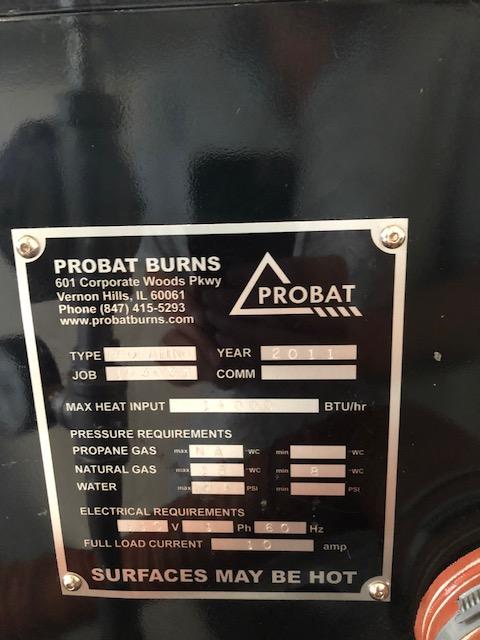 PROBAT BURNS
601 Corporate Woods Pkwy
Vernon Hills, IL 60061
Phone (847) 415-5293
www.probatburns.com
PROBAT
TYPE YEAR 2011
JOB COMM
MAX HEAT INPUT BTU/hr
PRESSURE REQUIREMENTS
PROPANE GAS max N A "WC min "WC
NATURAL GAS max "WC min 8 "WC
WATER max PSI min PSI
ELECTRICAL REQUIREMENTS
V 1 Ph 60 Hz
FULL LOAD CURRENT 10 amp
SURFACES MAY BE HOT